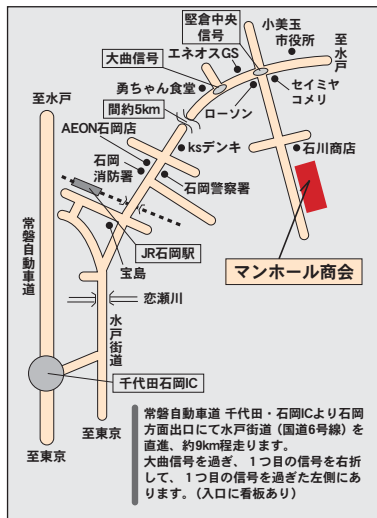 堅倉中央
信号
小美玉
市役所
至水戸
エネオスGS
大曲信号
セイミヤ
コメリ
勇ちゃん食堂
ローソン
至水戸
間約5km
AEON石岡店
ksデンキ
石川商店
石岡
消防署
石岡警察署
常磐自動車道
JR石岡駅
マンホール商会
宝島
恋瀬川
水戸街道
千代田石岡IC
至東京
至東京
常磐自動車道 千代田・石岡ICより石岡
方面出口にて水戸街道（国道6号線）を
直進、約9km程走ります。
大曲信号を過ぎ、１つ目の信号を右折
して、１つ目の信号を過ぎた左側にあ
ります。（入口に看板あり）